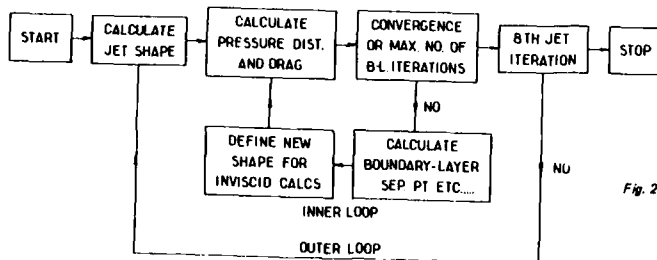 START
CALCULATE
JET SHAPE
CALCULATE
PRESSURE DIST.
AND DRAG
CONVERGENCE
OR MAX. NO. OF
B-L. ITERATIONS
8TH JET
ITERATION
STOP
NO
DEFINE NEW
SHAPE FOR
INVISCID CALCS
CALCULATE
BOUNDARY-LAYER
SEP PT ETC.....
NO
INNER LOOP
OUTER LOOP
Fig. 2